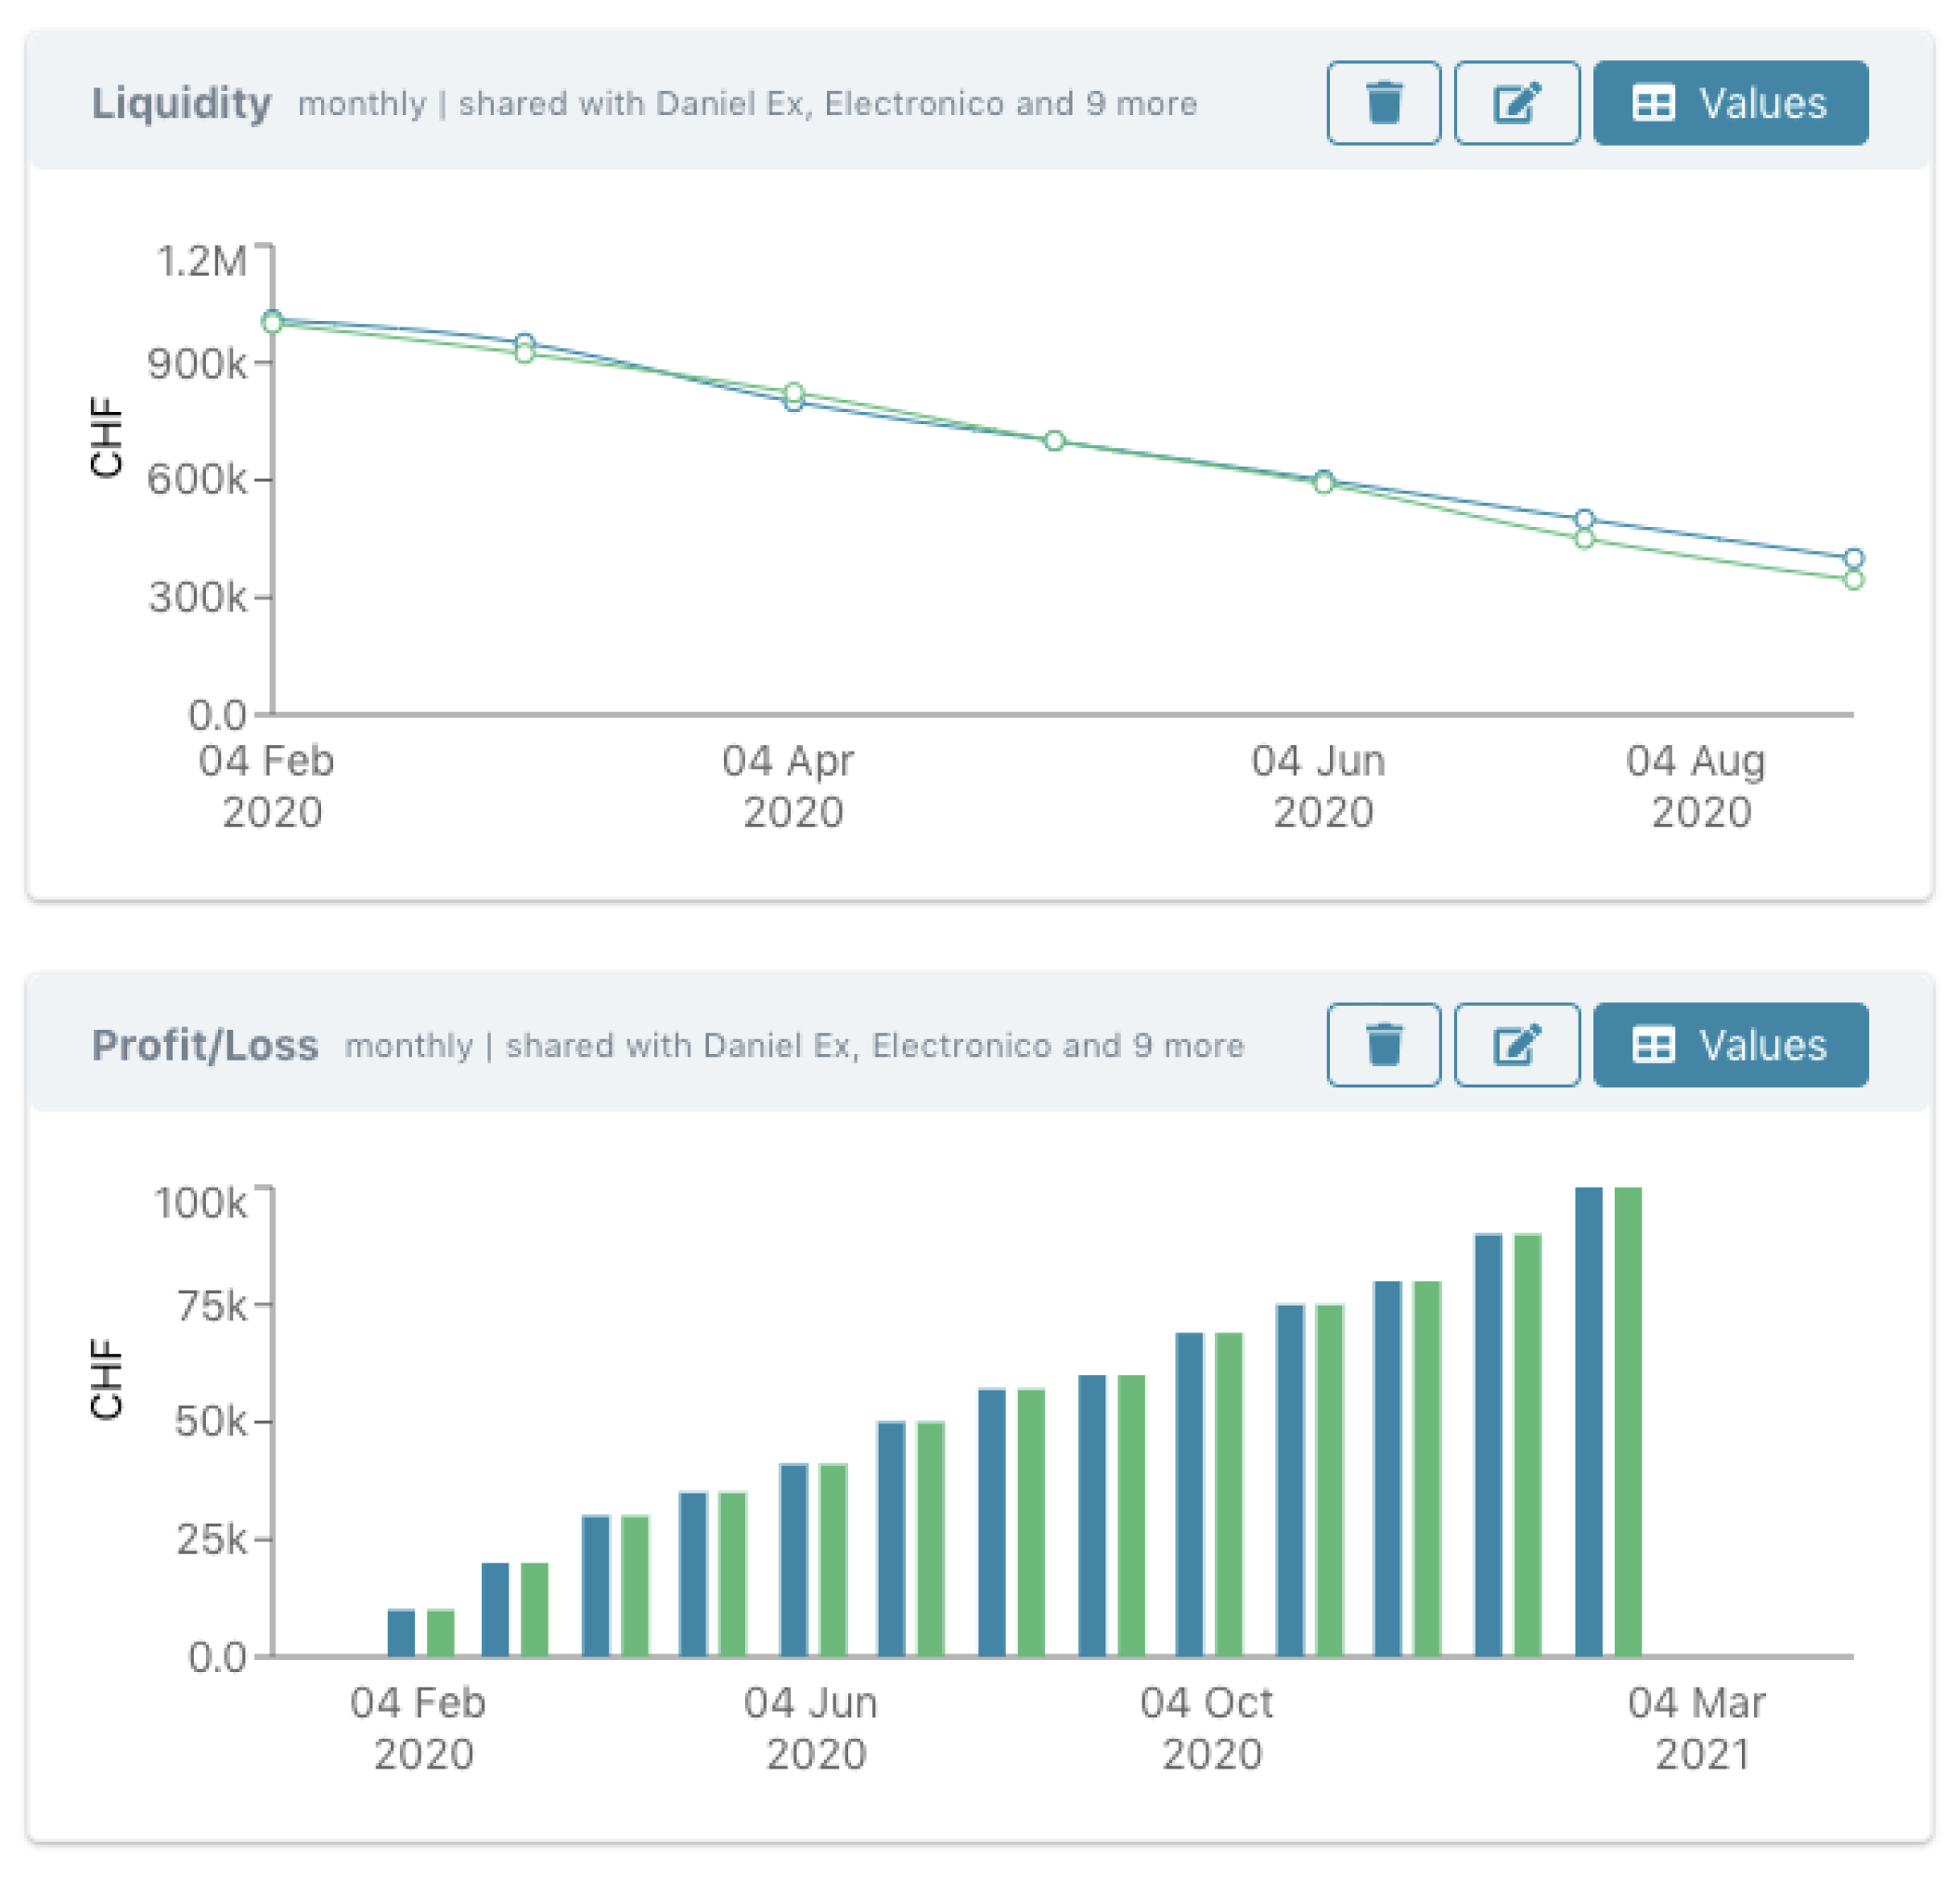 Liquidity monthly | shared with Daniel Ex, Electronico and 9 more
Values
1.2M
900k
600k
300k
0.0
CHF
04 Feb 2020
04 Apr 2020
04 Jun 2020
04 Aug 2020
Profit/Loss monthly | shared with Daniel Ex, Electronico and 9 more
Values
100k
75k
50k
25k
0.0
CHF
04 Feb 2020
04 Jun 2020
04 Oct 2020
04 Mar 2021